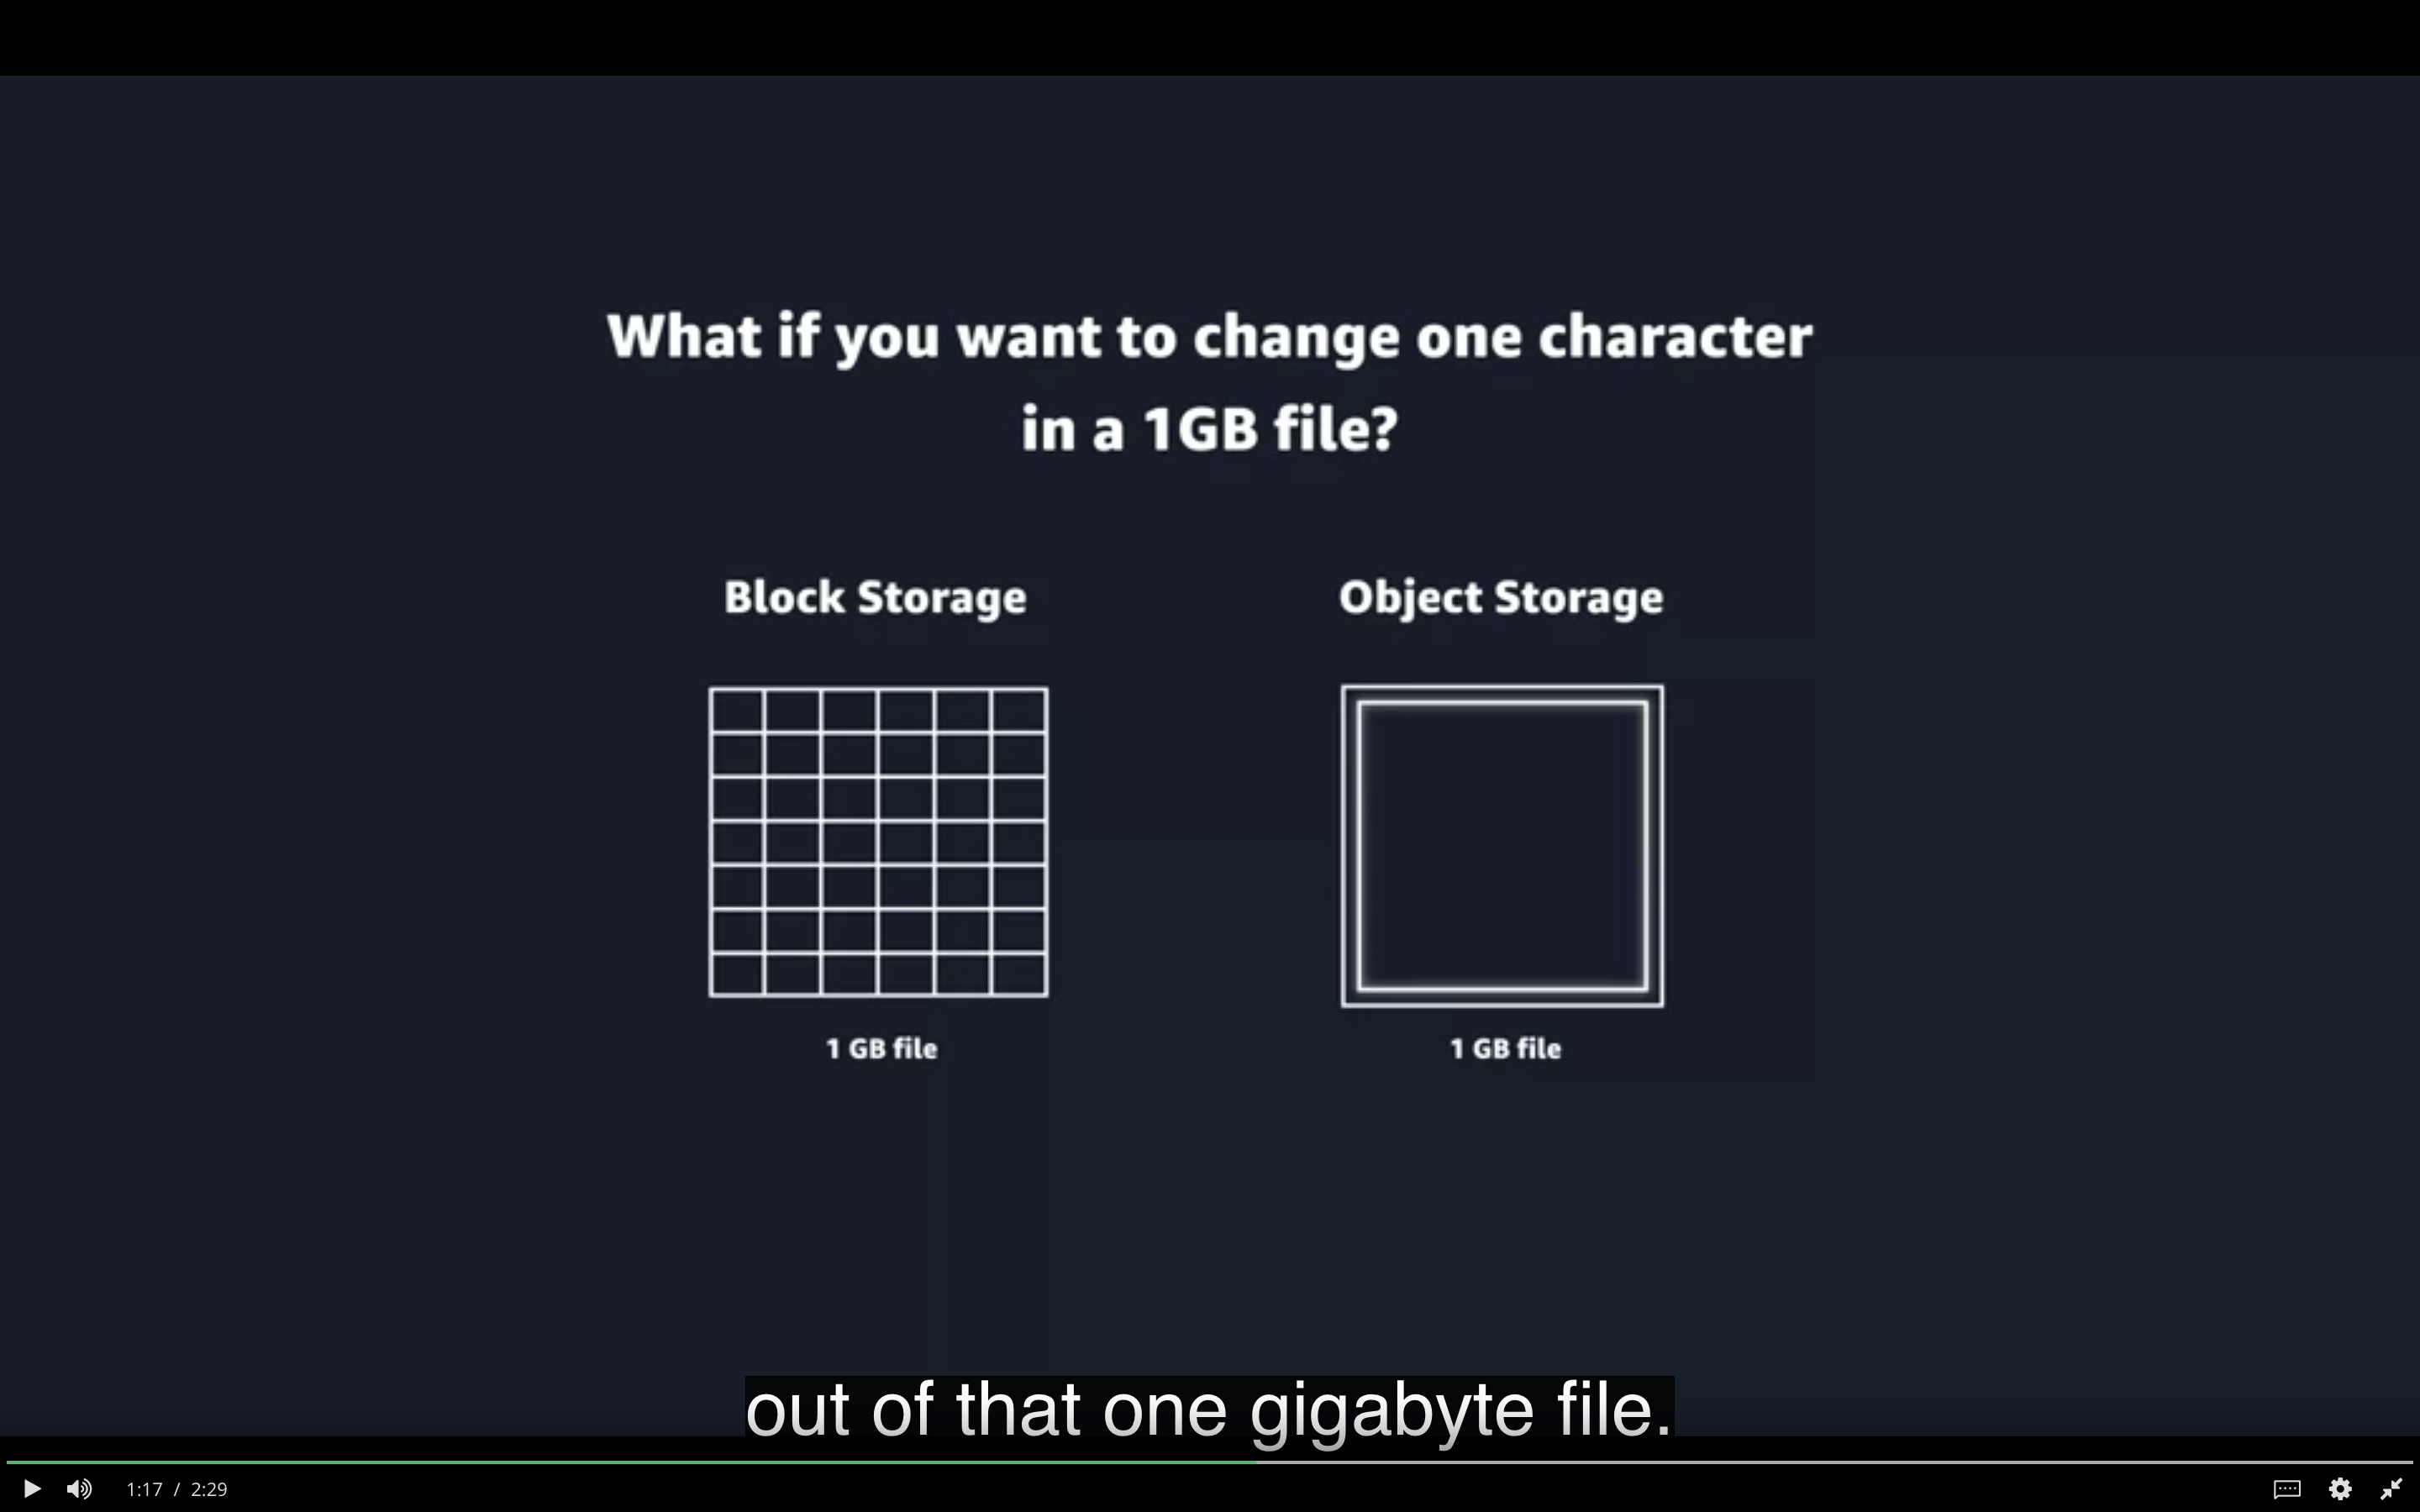 What if you want to change one character
in a 1GB file?
Block Storage
Object Storage
1 GB file
1 GB file
out of that one gigabyte file.
1:17 / 2:29